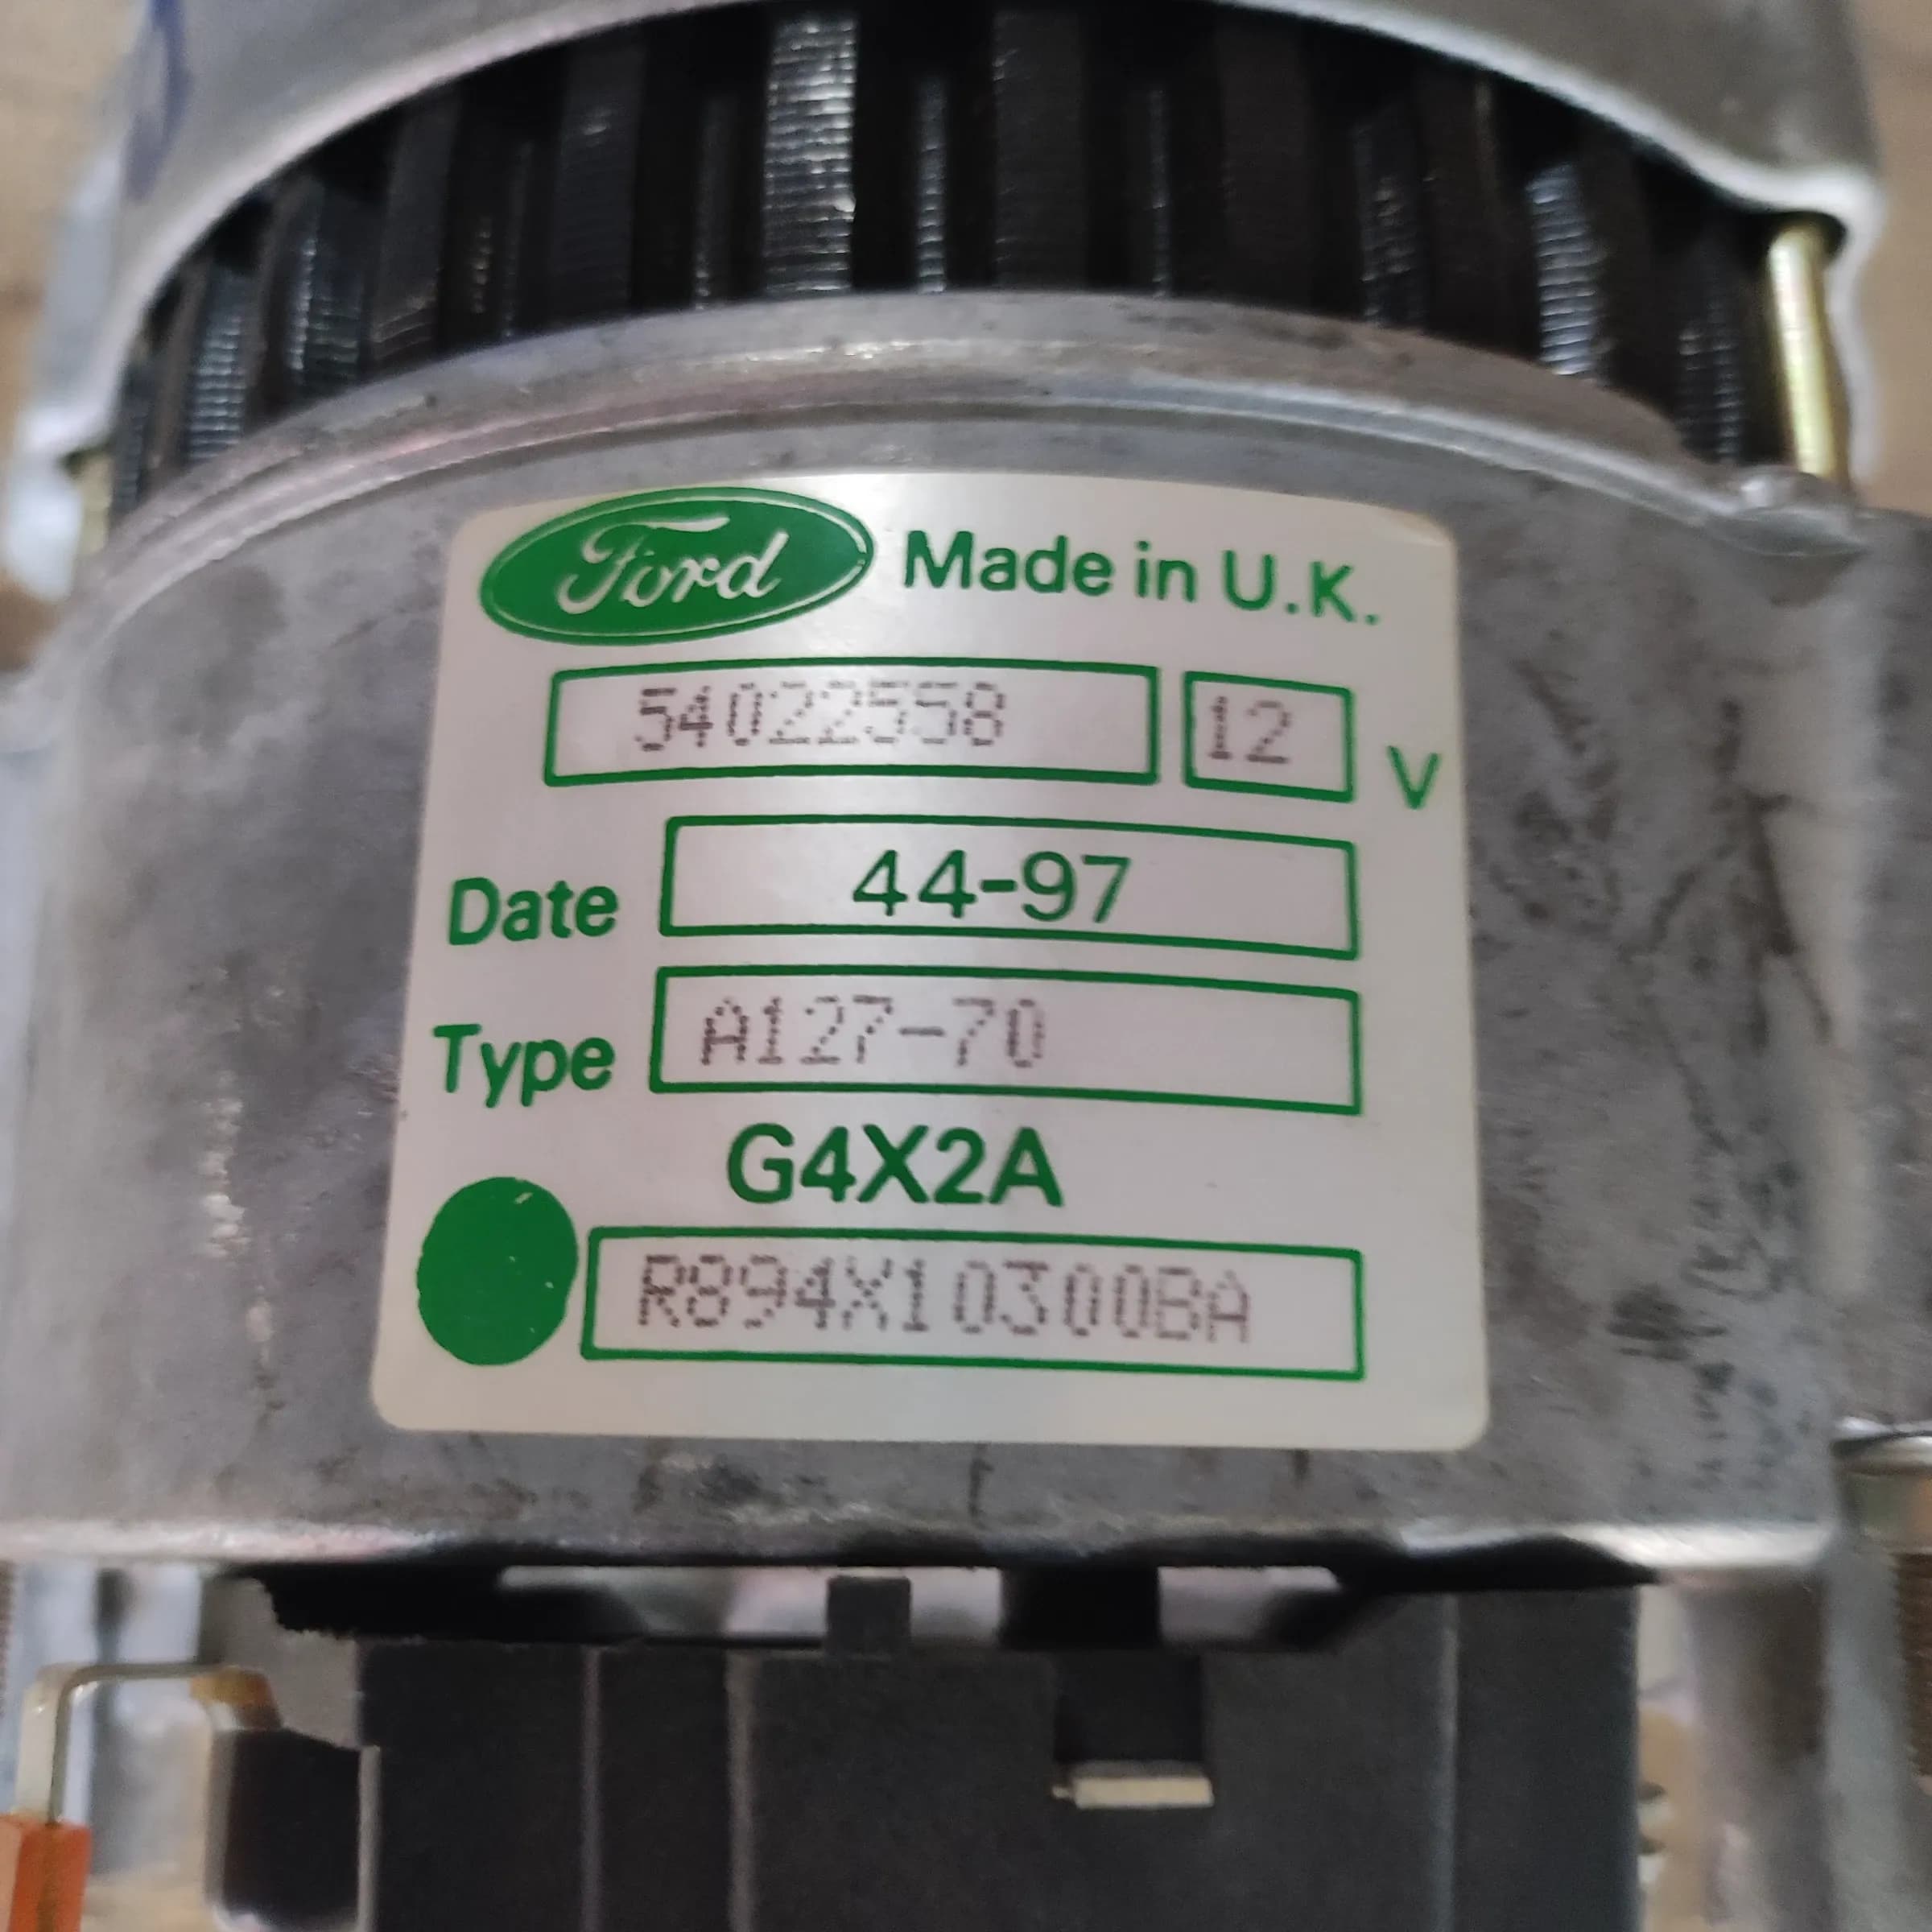 Ford Made in U.K.
54022558 12 V
Date 44-97
Type A127-70
G4X2A
R894X10300BA